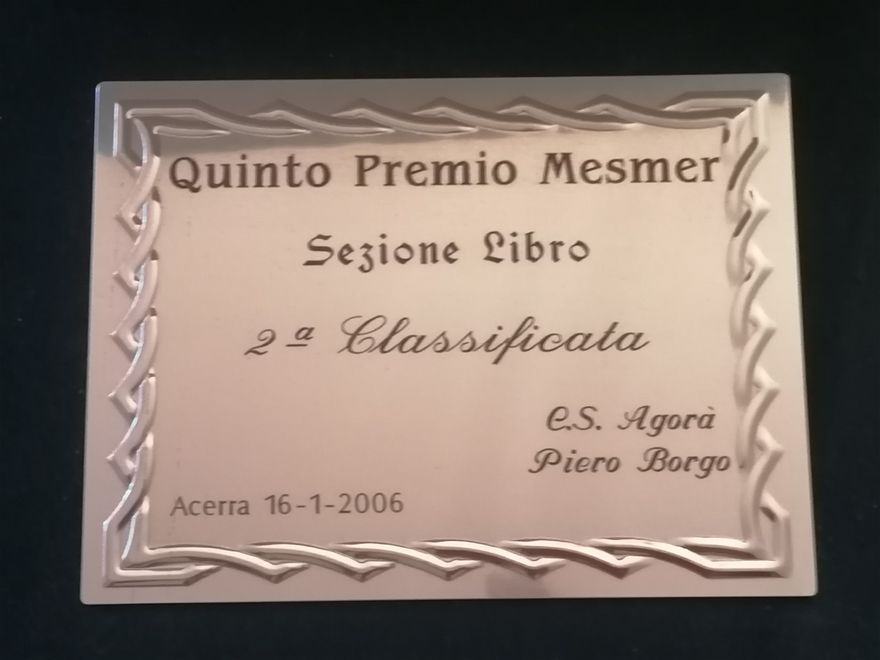 Quinto Premio Mesmer
Sezione Libro
2ª Classificata
C.S. Agorà
Piero Borgo
Acerra 16-1-2006